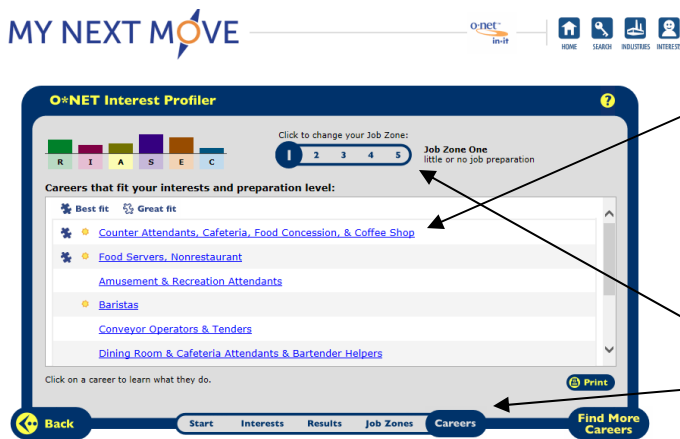 MY NEXT MOVE
o·net™
in-it
HOME SEARCH INDUSTRIES INTERESTS
O*NET Interest Profiler
?
Click to change your Job Zone:
1 2 3 4 5
Job Zone One
little or no job preparation
R I A S E C
Careers that fit your interests and preparation level:
Best fit Great fit
Counter Attendants, Cafeteria, Food Concession, & Coffee Shop
Food Servers, Nonrestaurant
Amusement & Recreation Attendants
Baristas
Conveyor Operators & Tenders
Dining Room & Cafeteria Attendants & Bartender Helpers
Click on a career to learn what they do.
Print
Back
Start Interests Results Job Zones Careers
Find More
Careers